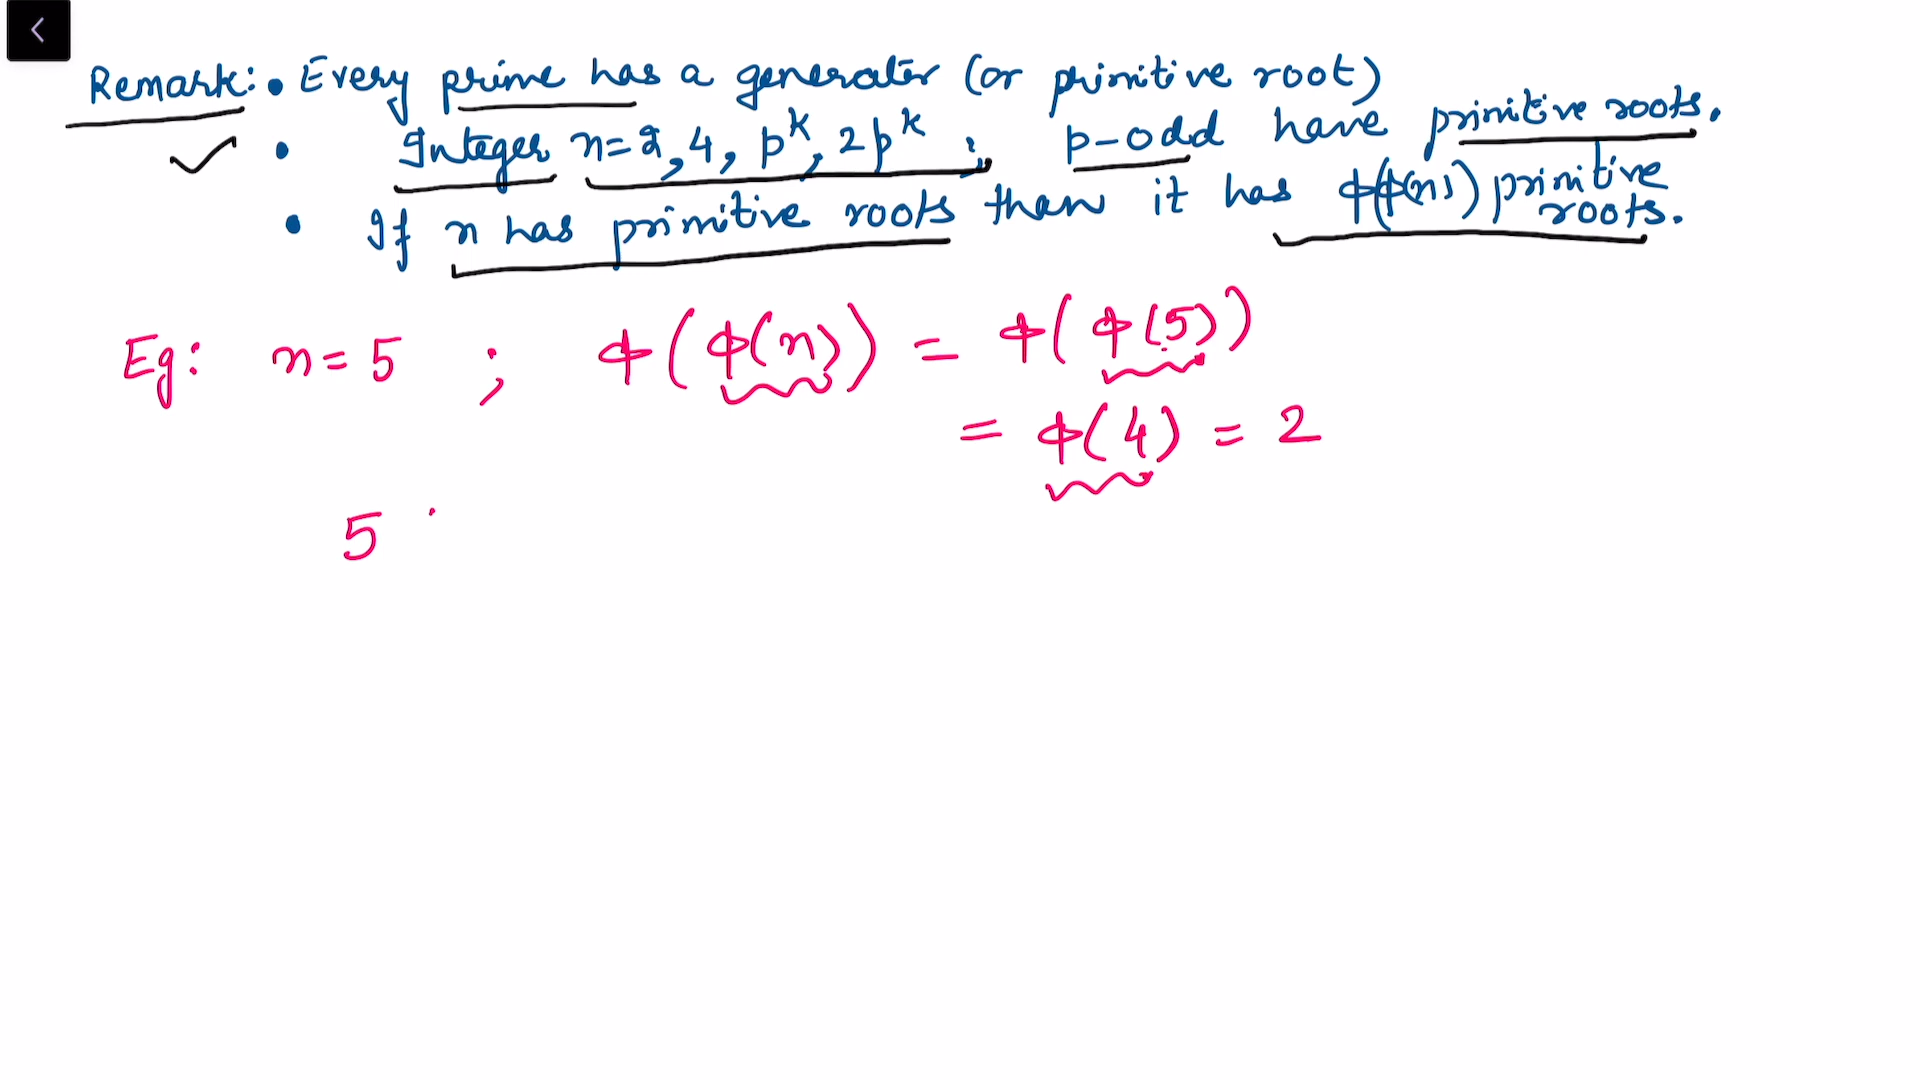 Remark: • Every prime has a generator (or primitive root)
• Integer n=2, 4, p^k, 2p^k ; p-odd have primitive roots.
• If n has primitive roots than it has ϕ(ϕ(n)) primitive roots.
Eg: n = 5 ; ϕ(ϕ(n)) = ϕ(ϕ(5))
= ϕ(4) = 2
5